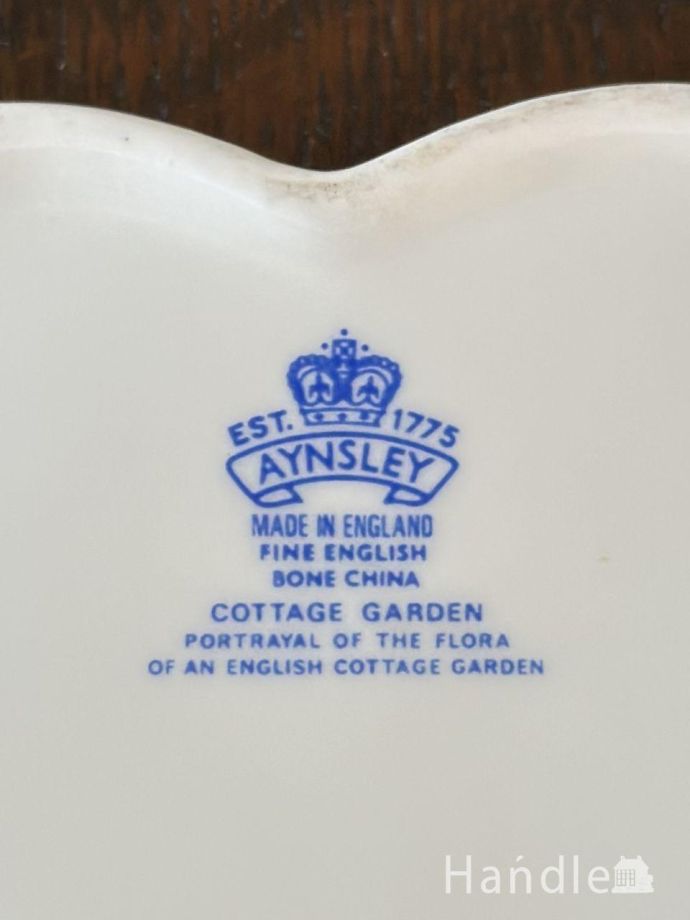 EST. 1775
AYNSLEY
MADE IN ENGLAND
FINE ENGLISH
BONE CHINA
COTTAGE GARDEN
PORTRAYAL OF THE FLORA
OF AN ENGLISH COTTAGE GARDEN
Hańdle